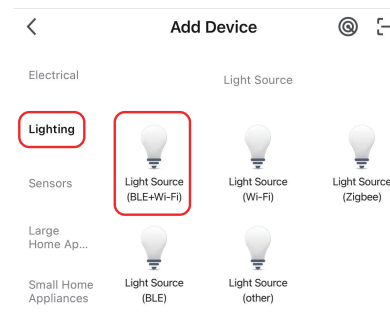 Add Device
Electrical
Lighting
Sensors
Large
Home Ap...
Small Home
Appliances
Light Source
Light Source
(BLE+Wi-Fi)
Light Source
(Wi-Fi)
Light Source
(Zigbee)
Light Source
(BLE)
Light Source
(other)